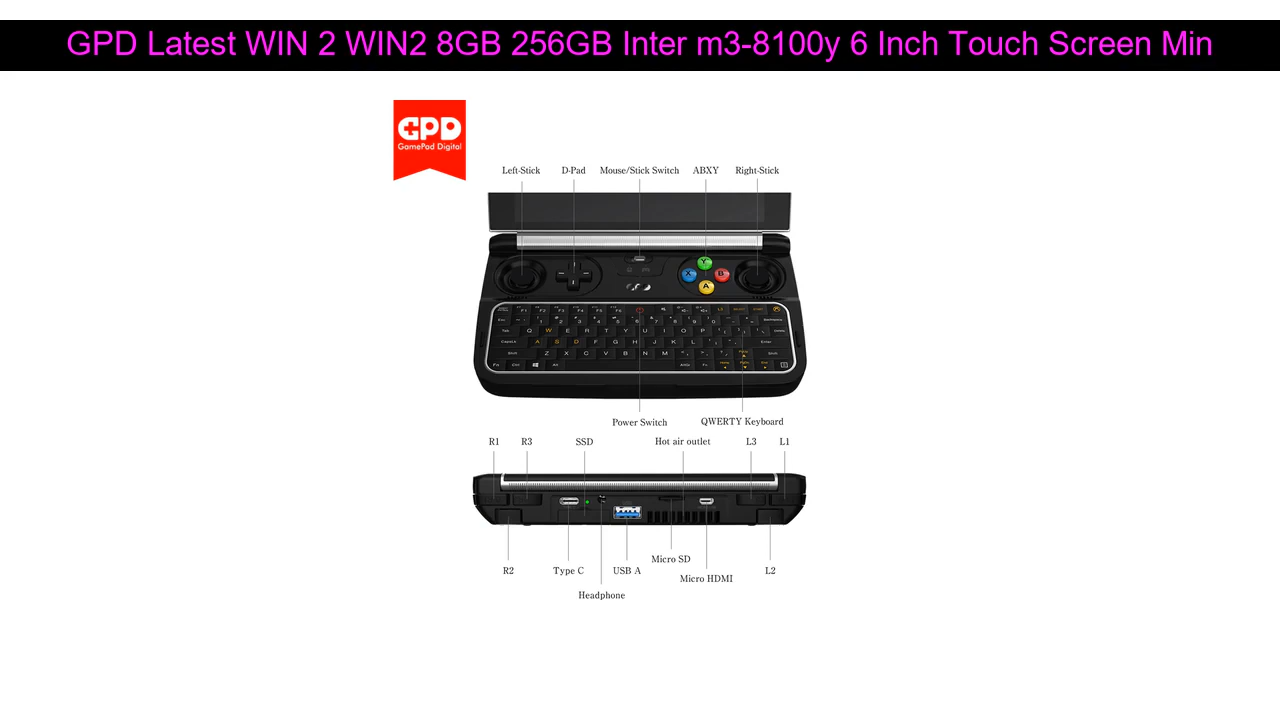 GPD Latest WIN 2 WIN2 8GB 256GB Inter m3-8100y 6 Inch Touch Screen Min
GPD
GamePad Digital
Left-Stick D-Pad Mouse/Stick Switch ABXY Right-Stick
Y
X B
A
Q W E R T Y U I O P
A S D F G H J K L
Z X C V B N M
Power Switch QWERTY Keyboard
R1 R3 SSD Hot air outlet L3 L1
Micro SD
R2 Type C USB A L2
Micro HDMI
Headphone